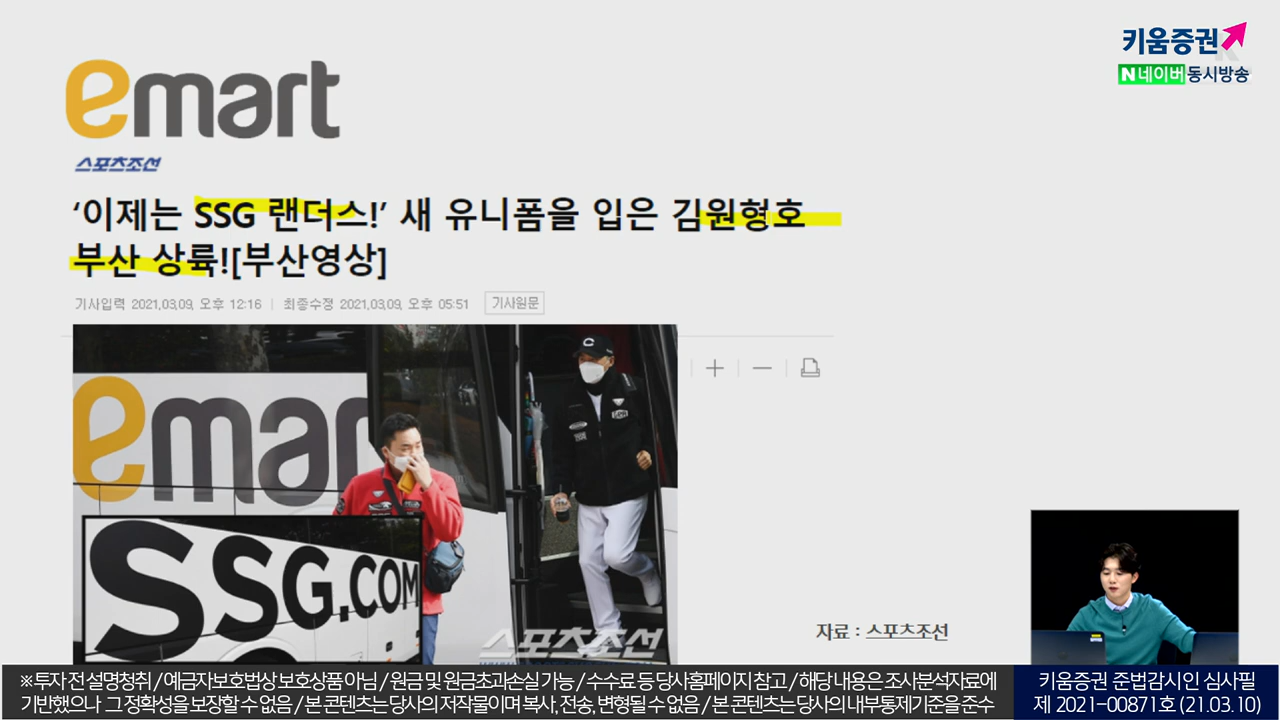 emart
키움증권
N 네이버 동시방송
스포츠조선
‘이제는 SSG 랜더스!’ 새 유니폼을 입은 김원형호
부산 상륙![부산영상]
기사입력 2021.03.09. 오후 12:16 | 최종수정 2021.03.09. 오후 05:51 기사원문
emar
SSG.COM
스포츠조선
자료 : 스포츠조선
※투자 전 설명청취 / 예금자보호법상 보호상품 아님 / 원금 및 원금초과손실 가능 / 수수료 등 당사홈페이지 참고 / 해당 내용은 조사분석자료에
기반했으나 그 정확성을 보장할 수 없음 / 본 콘텐츠는 당사의 저작물이며 복사, 전송, 변형될 수 없음 / 본 콘텐츠는 당사의 내부통제기준을 준수
키움증권 준법감시인 심사필
제 2021-00871호 (21.03.10)